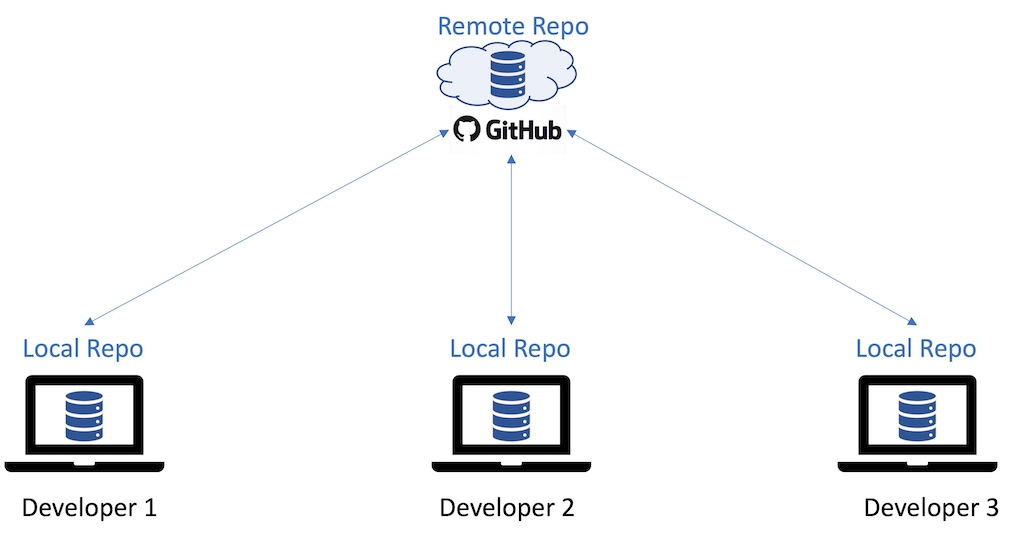 Remote Repo
GitHub
Local Repo
Local Repo
Local Repo
Developer 1
Developer 2
Developer 3